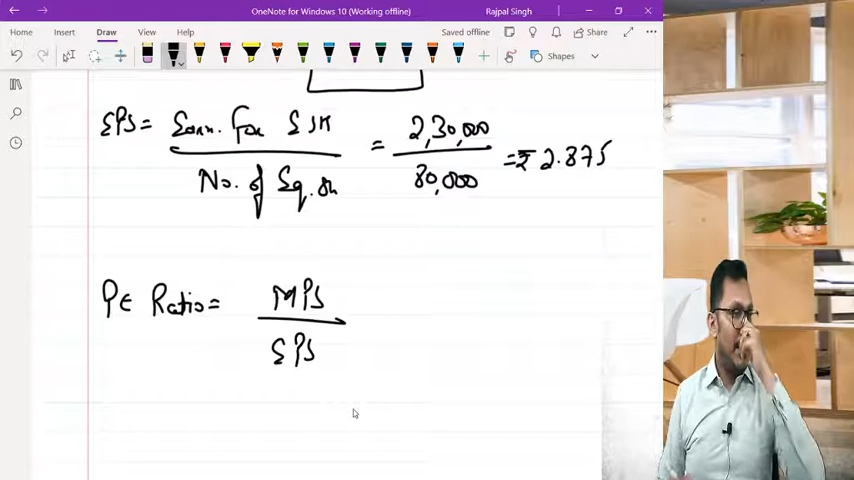 OneNote for Windows 10 (Working offline)
Rajpal Singh
Home Insert Draw View Help
Saved offline
Share
Shapes
EPS = Earn. For ESH = 2,30,000 = ₹ 2.875
No. of Eq. Sh 80,000
PE Ratio = MPS
EPS